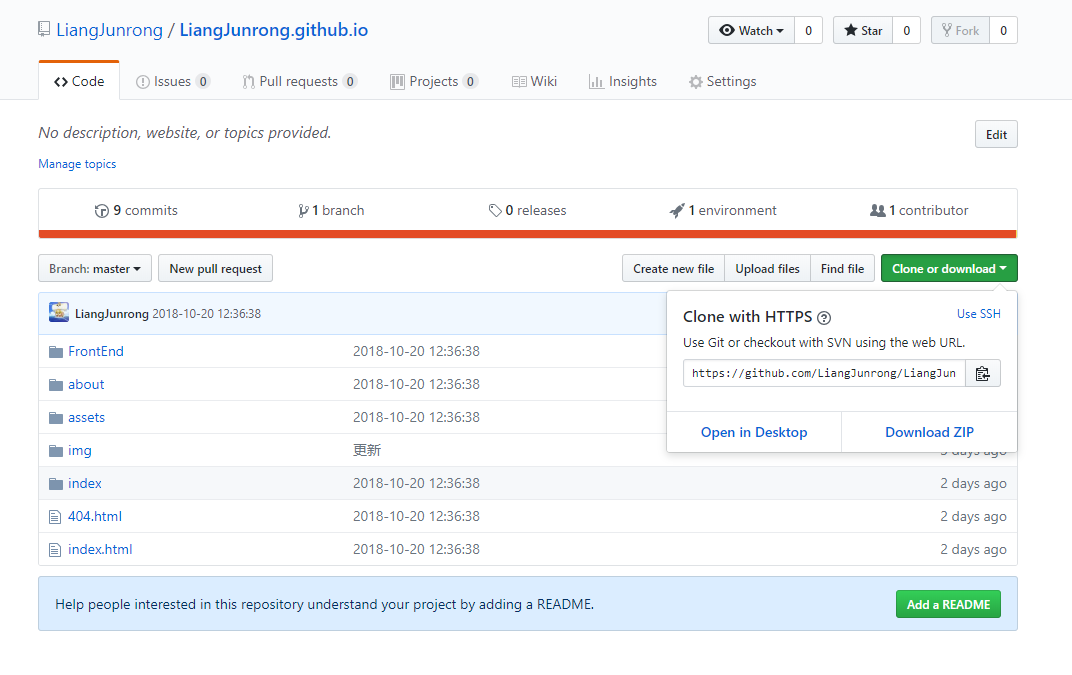 LiangJunrong / LiangJunrong.github.io
Watch 0 Star 0 Fork 0
Code Issues 0 Pull requests 0 Projects 0 Wiki Insights Settings
No description, website, or topics provided. Edit
Manage topics
9 commits 1 branch 0 releases 1 environment 1 contributor
Branch: master New pull request Create new file Upload files Find file Clone or download
LiangJunrong 2018-10-20 12:36:38
Clone with HTTPS Use SSH
Use Git or checkout with SVN using the web URL.
https://github.com/LiangJunrong/LiangJun
Open in Desktop Download ZIP
FrontEnd 2018-10-20 12:36:38
about 2018-10-20 12:36:38
assets 2018-10-20 12:36:38
img 更新 days ago
index 2018-10-20 12:36:38 2 days ago
404.html 2018-10-20 12:36:38 2 days ago
index.html 2018-10-20 12:36:38 2 days ago
Help people interested in this repository understand your project by adding a README. Add a README